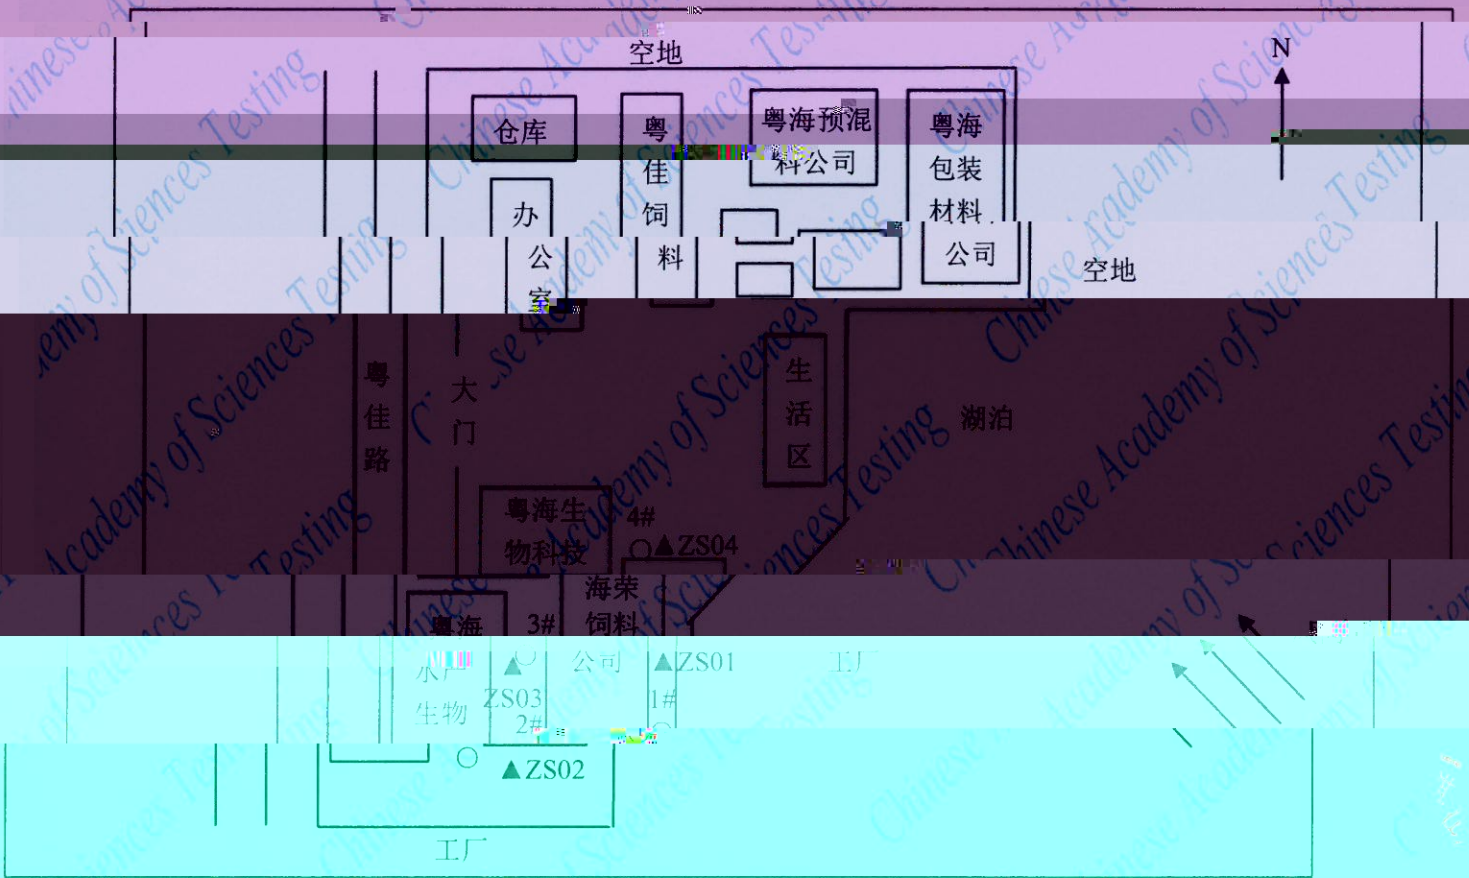 空地
N
仓库
粤佳饲料
粤海预混
料公司
粤海
包装
材料
公司
办公室
空地
粤佳路
大门
生活区
湖泊
粤海生
物科技
4#
○▲ZS04
海荣
饲料
公司
粤海
水产
生物
3#
▲○
ZS03
▲ZS01
1#
工厂
2#
○
▲ZS02
工厂
Chinese Academy of Sciences Testing